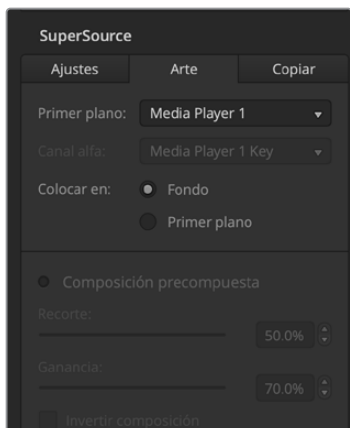 SuperSource
Ajustes Arte Copiar
Primer plano: Media Player 1
Canal alfa: Media Player 1 Key
Colocar en: Fondo
Primer plano
Composición precompuesta
Recorte:
50.0%
Ganancia:
70.0%
Invertir composición